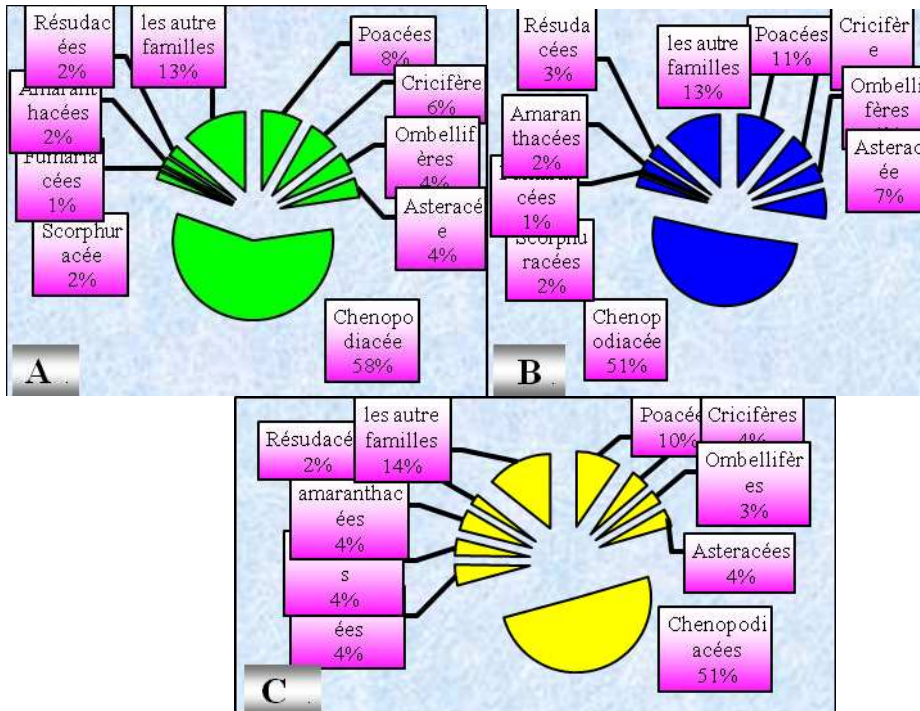 Résudac
ées
2%
les autre
familles
13%
Poacées
8%
Cricifère
6%
Ombellif
ères
4%
Asteracé
e
4%
Chenopo
diacée
58%
Scorphur
acée
2%
Fumaria
cées
1%
Amarant
hacées
2%
A .
Résuda
cées
3%
les autre
familles
13%
Poacées
11%
Cricifèr
e
Ombelli
fères
Asterac
ée
7%
Chenop
odiacée
51%
Scorphu
racées
2%
cées
1%
Amaran
thacées
2%
B .
Résudacé
2%
les autre
familles
14%
Poacée
10%
Cricifères
4%
Ombellifèr
es
3%
Asteracées
4%
Chenopodi
acées
51%
ées
4%
s
4%
amaranthac
ées
4%
C .